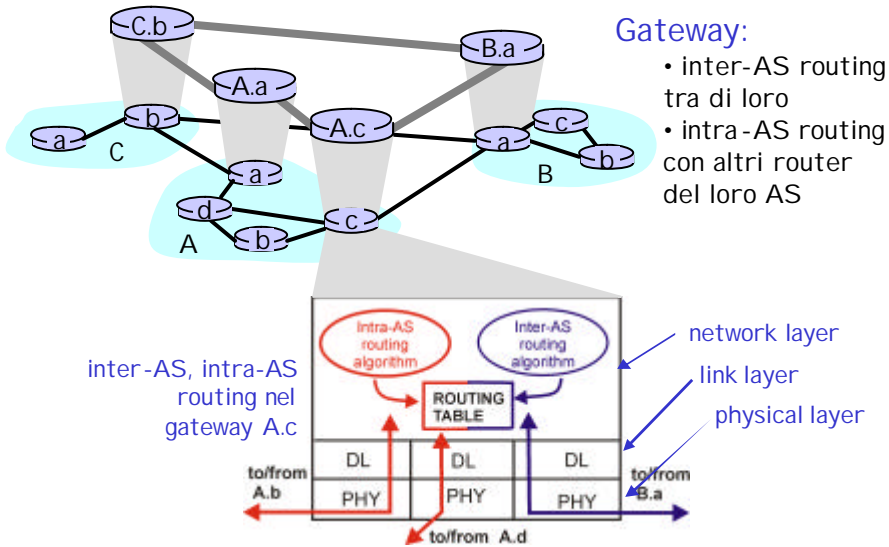 C.b
B.a
A.a
A.c
Gateway:
• inter-AS routing
tra di loro
• intra-AS routing
con altri router
del loro AS
a
b
C
a
c
b
B
a
d
b
c
A
inter-AS, intra-AS
routing nel
gateway A.c
Intra-AS
routing
algorithm
Inter-AS
routing
algorithm
ROUTING
TABLE
network layer
link layer
physical layer
DL
DL
DL
PHY
PHY
PHY
to/from
A.b
to/from
B.a
to/from A.d